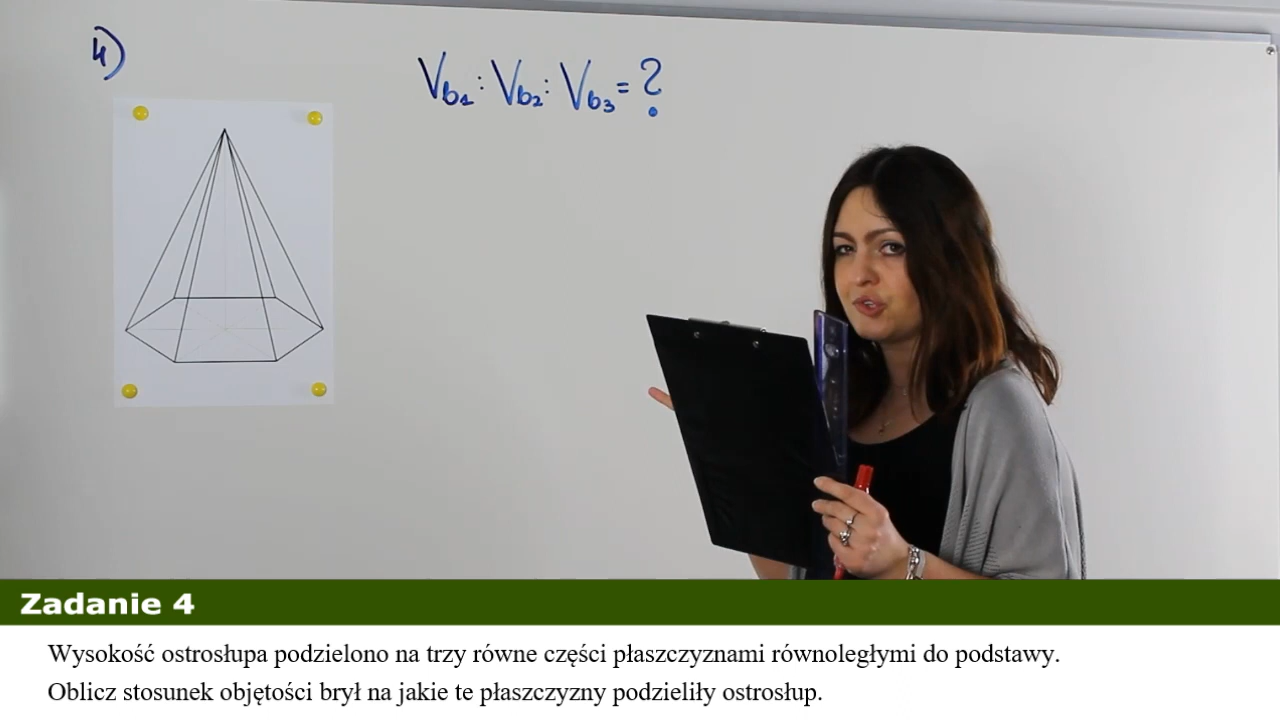 4)
Vb1 : Vb2 : Vb3 = ?
Zadanie 4
Wysokość ostrosłupa podzielono na trzy równe części płaszczyznami równoległymi do podstawy.
Oblicz stosunek objętości brył na jakie te płaszczyzny podzieliły ostrosłup.